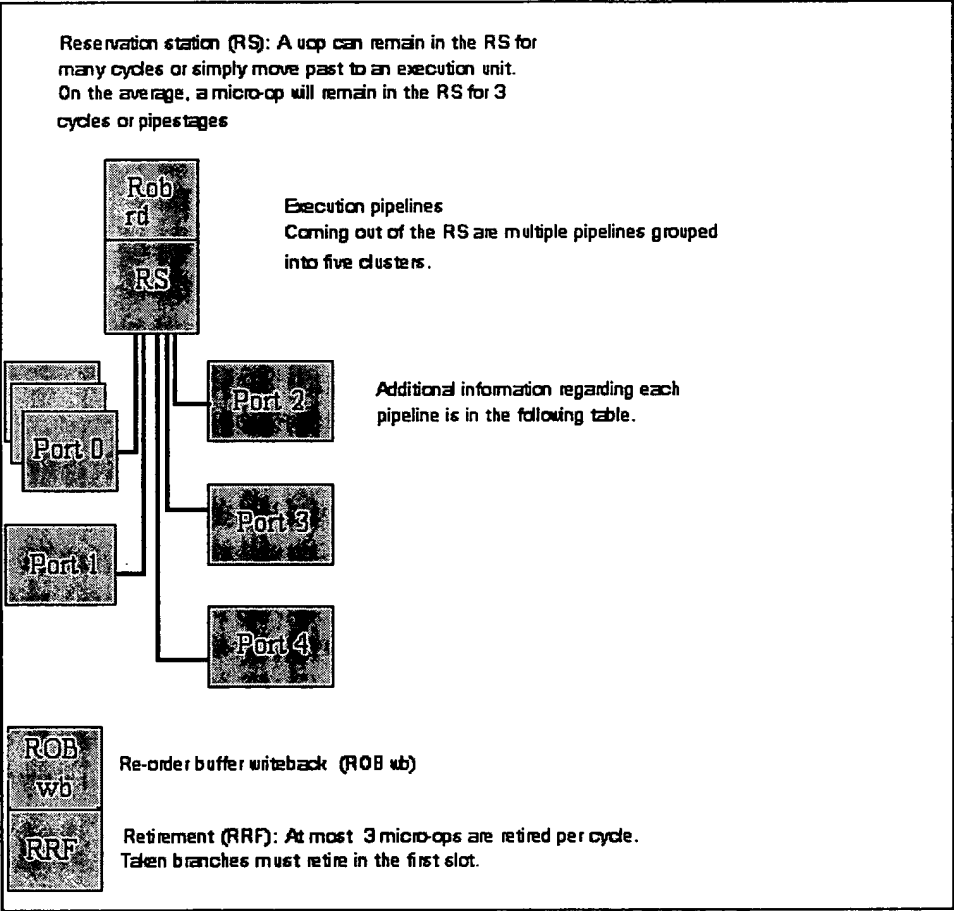 Reservation station (RS): A uop can remain in the RS for
many cycles or simply move past to an execution unit.
On the average, a micro-op will remain in the RS for 3
cycles or pipestages
Rob
rd
RS
Execution pipelines
Coming out of the RS are multiple pipelines grouped
into five clusters.
Port 2
Additional information regarding each
pipeline is in the following table.
Port 0
Port 3
Port 1
Port 4
ROB
wb
Re-order buffer writeback (ROB wb)
RRF
Retirement (RRF): At most 3 micro-ops are retired per cycle.
Taken branches must retire in the first slot.